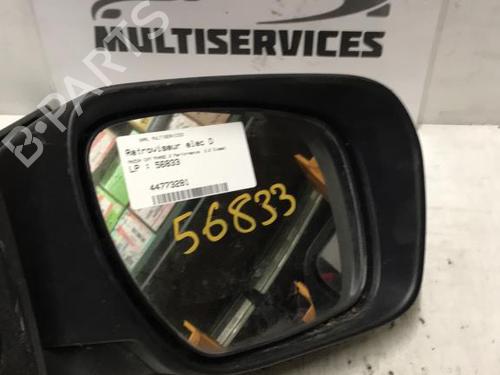 MULTISERVICES
B-PARTS
Retroviseur elec D
LP : 56833
44773281
56833